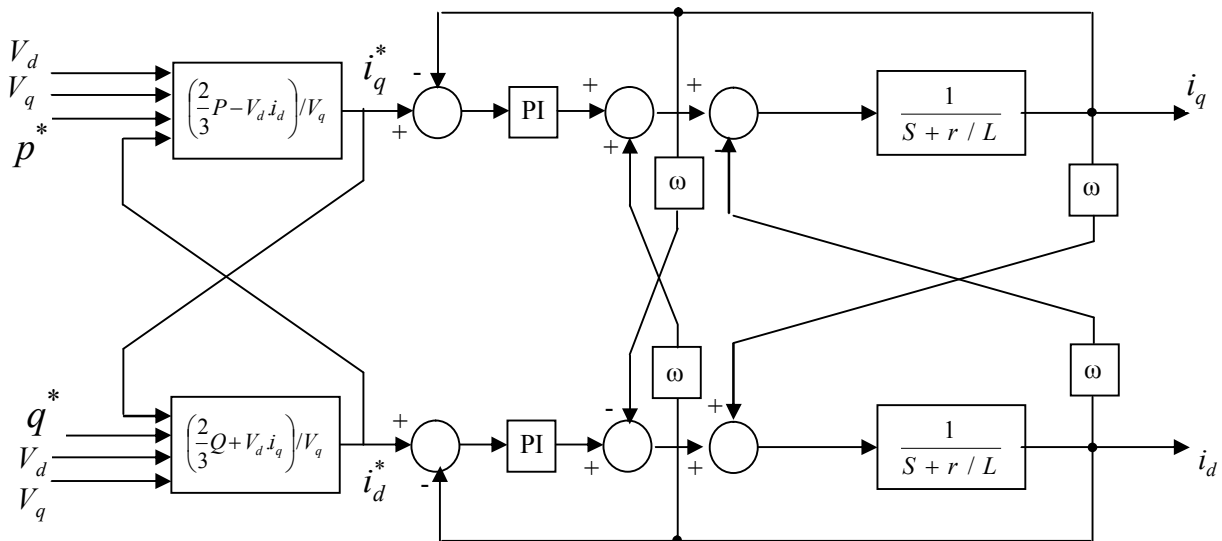 V_d
V_q
p^*
(2/3 P − V_d.i_d)/V_q
i_q^*
-
+
PI
+
+
+
-
1 / (S + r / L)
i_q
ω
ω
ω
ω
q^*
V_d
V_q
(2/3 Q + V_d.i_q)/V_q
i_d^*
+
-
PI
-
+
+
+
1 / (S + r / L)
i_d